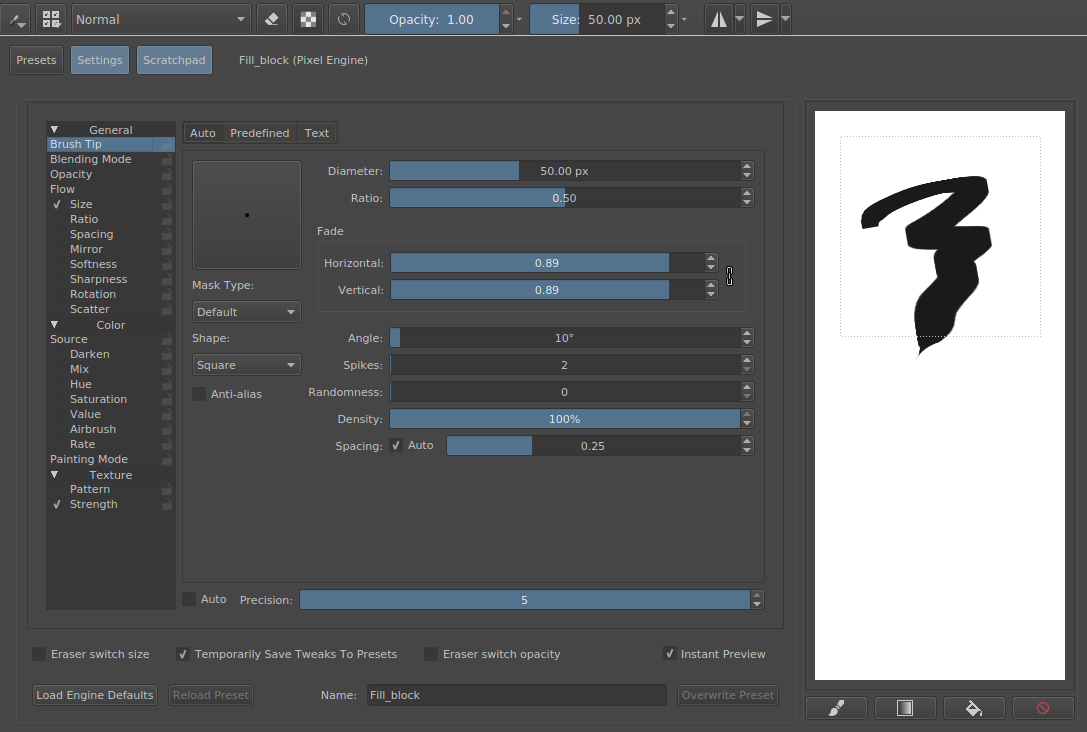 Normal Opacity: 1.00 Size: 50.00 px
Presets Settings Scratchpad Fill_block (Pixel Engine)
General
Brush Tip
Blending Mode
Opacity
Flow
Size
Ratio
Spacing
Mirror
Softness
Sharpness
Rotation
Scatter
Color
Source
Darken
Mix
Hue
Saturation
Value
Airbrush
Rate
Painting Mode
Texture
Pattern
Strength
Auto Predefined Text
Mask Type:
Default
Shape:
Square
Anti-alias
Diameter: 50.00 px
Ratio: 0.50
Fade
Horizontal: 0.89
Vertical: 0.89
Angle: 10°
Spikes: 2
Randomness: 0
Density: 100%
Spacing: Auto 0.25
Auto Precision: 5
Eraser switch size Temporarily Save Tweaks To Presets Eraser switch opacity Instant Preview
Load Engine Defaults Reload Preset Name: Fill_block Overwrite Preset